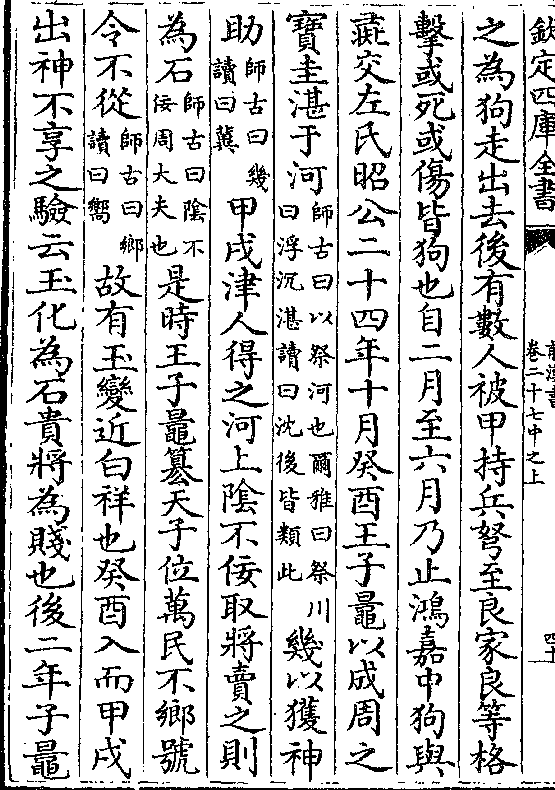 欽定四庫全書
前漢書
卷二十七中之上
四十一
之為狗走出去後有數人被甲持兵弩至良家良等格
擊或死或傷皆狗也自二月至六月乃止鴻嘉中狗與
彘交左氏昭公二十四年十月癸酉王子鼂以成周之
寶圭湛于河師古曰以祭河也爾雅曰祭川曰浮沉湛讀曰沈後皆類此幾以獲神
助師古曰幾讀曰冀甲戌津人得之河上陰不佞取將賣之則
為石師古曰陰不佞周大夫也是時王子鼂簒天子位萬民不鄉號
令不從師古曰鄉讀曰嚮故有玉變近白祥也癸酉入而甲戌
出神不享之驗云玉化為石貴將為賤也後二年子鼂